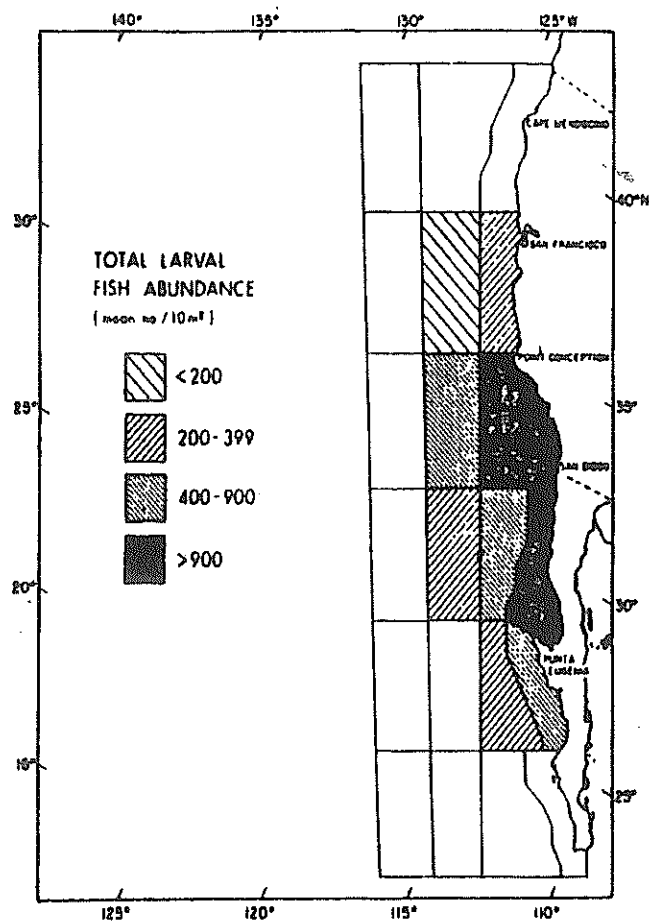 140°
135°
130°
125°W
CAPE MENDOCINO
40°N
30°
SAN FRANCISCO
TOTAL LARVAL
FISH ABUNDANCE
(mean no / 10 m²)
POINT CONCEPTION
<200
25°
35°
200-399
SAN DIEGO
400-900
>900
20°
30°
PUNTA
EUGENIA
15°
25°
125°
120°
115°
110°